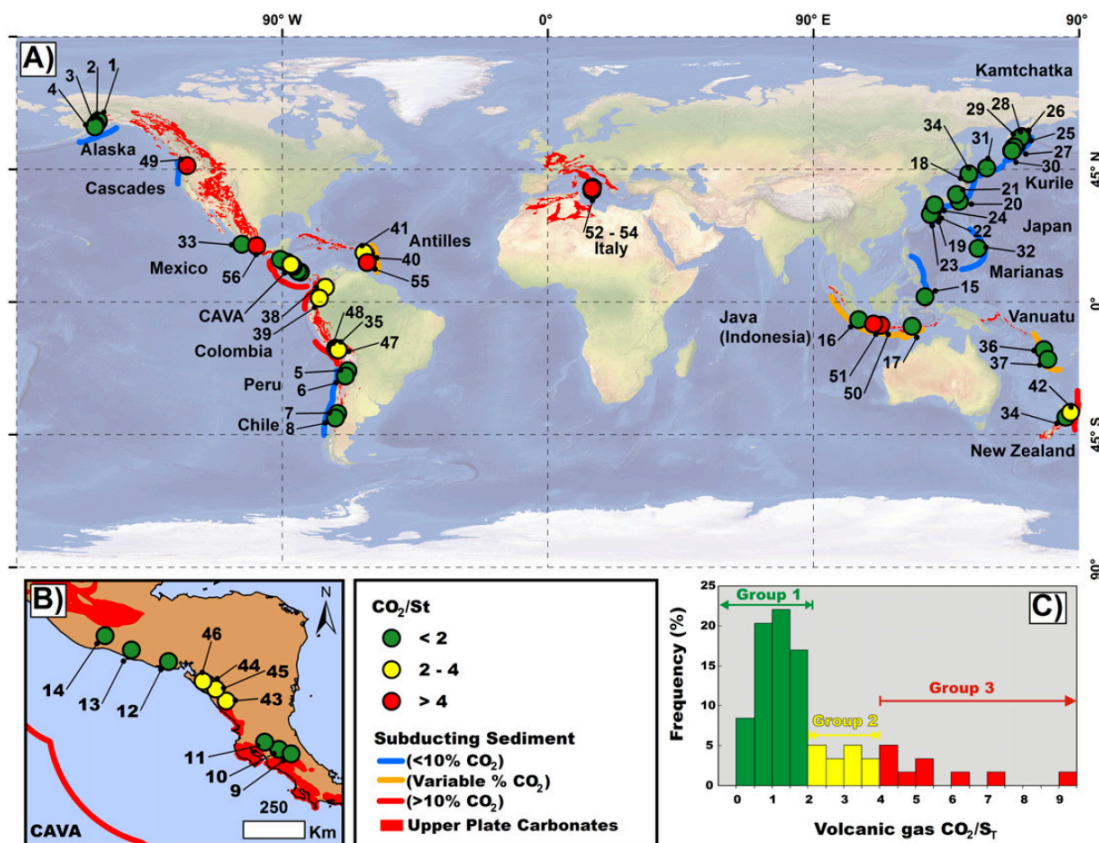 90° W 0° 90° E 90°
A)
Kamtchatka
3 2 1
4
28
29 26
34 31 25
Alaska
49
18 27
30
45° N
Cascades
Kurile
21
20
52 - 54
24
41
22
Japan
33
Antilles
Italy
19
40
23 32
Mexico
56
55
Marianas
CAVA
38
15
0°
39
48
Java
(Indonesia)
Vanuatu
35
Colombia
47
16
36
5
51
17
37
Peru
6
50
42
7
34
Chile
8
45° S
New Zealand
90°
B)
N
46
44
45
14
13
12
43
11
10
9
250
Km
CAVA
CO2/St
< 2
2 - 4
> 4
Subducting Sediment
(<10% CO2)
(Variable % CO2)
(>10% CO2)
Upper Plate Carbonates
C)
Group 1
Group 2
Group 3
Frequency (%)
25
20
15
10
5
0
0 1 2 3 4 5 6 7 8 9
Volcanic gas CO2/ST